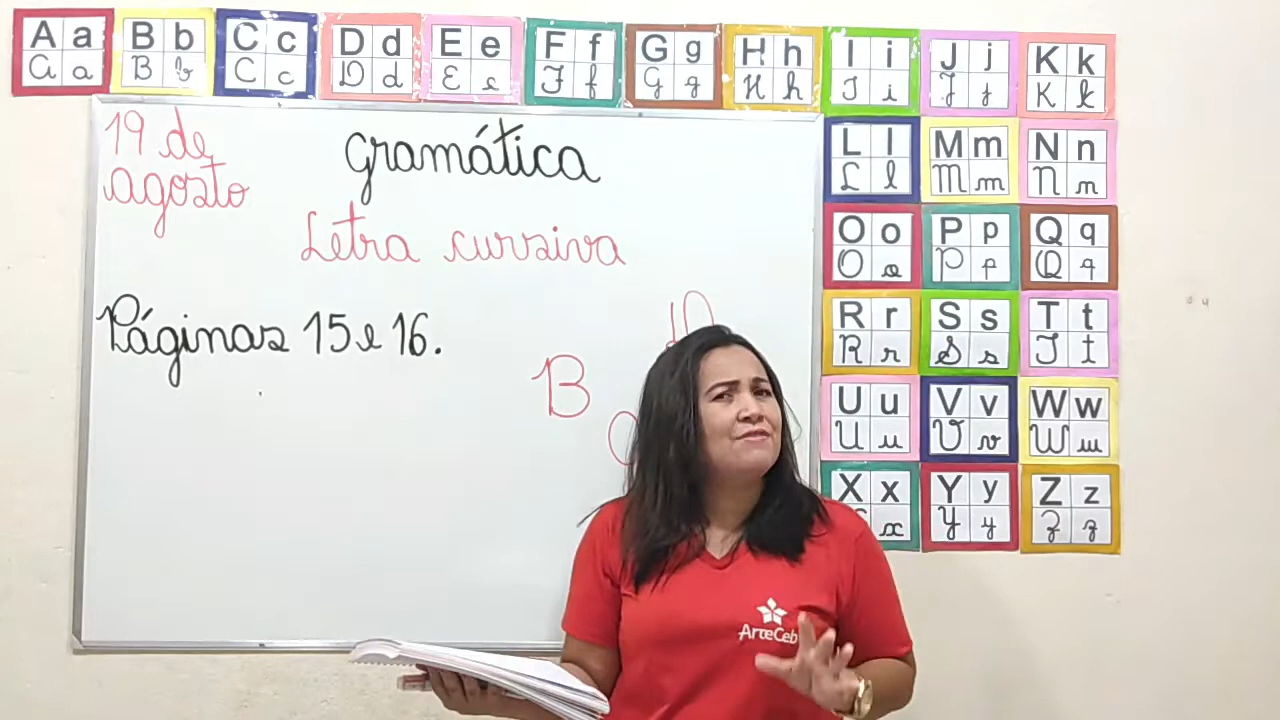 A a B b C c D d E e F f G g H h I i J j K k
A a B b C c D d E e F f G g H h I i J j K k
19 de
agosto
gramática
Letra cursiva
Páginas 15 e 16.
D
B
L l M m N n
L l M m N n
O o P p Q q
O o P p Q q
R r S s T t
R r S s T t
U u V v W w
U u V v W w
X x Y y Z z
x Y y Z z
ArteCeb